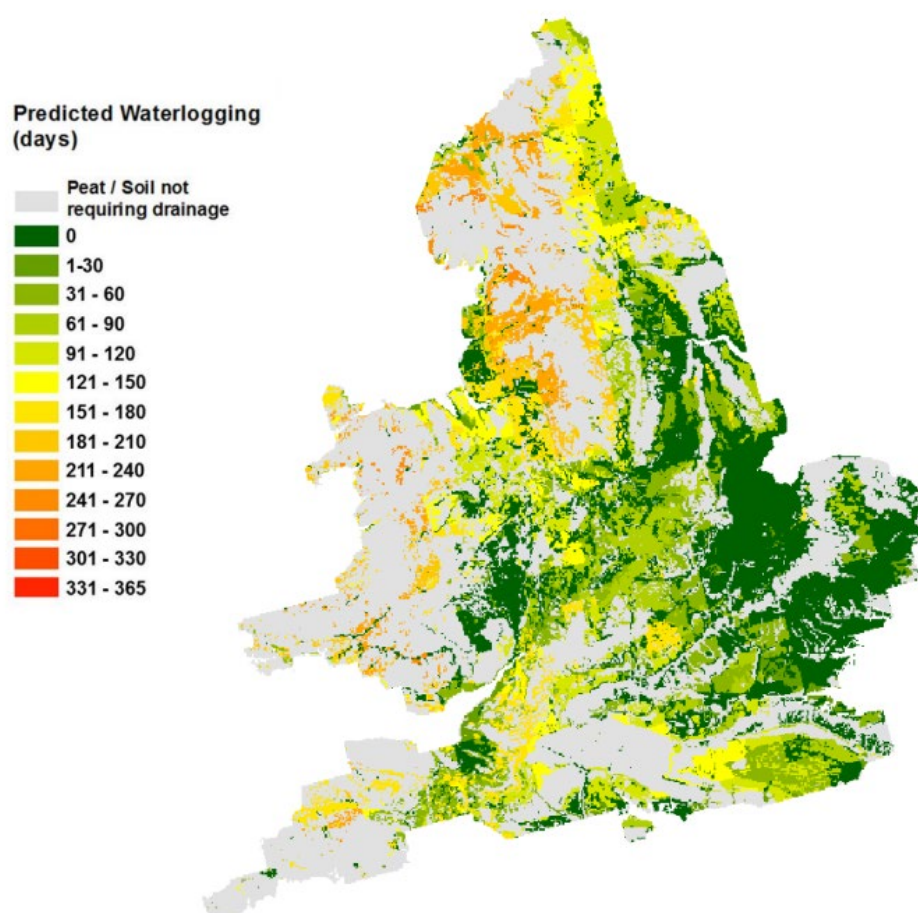 Predicted Waterlogging
(days)
Peat / Soil not
requiring drainage
0
1-30
31 - 60
61 - 90
91 - 120
121 - 150
151 - 180
181 - 210
211 - 240
241 - 270
271 - 300
301 - 330
331 - 365